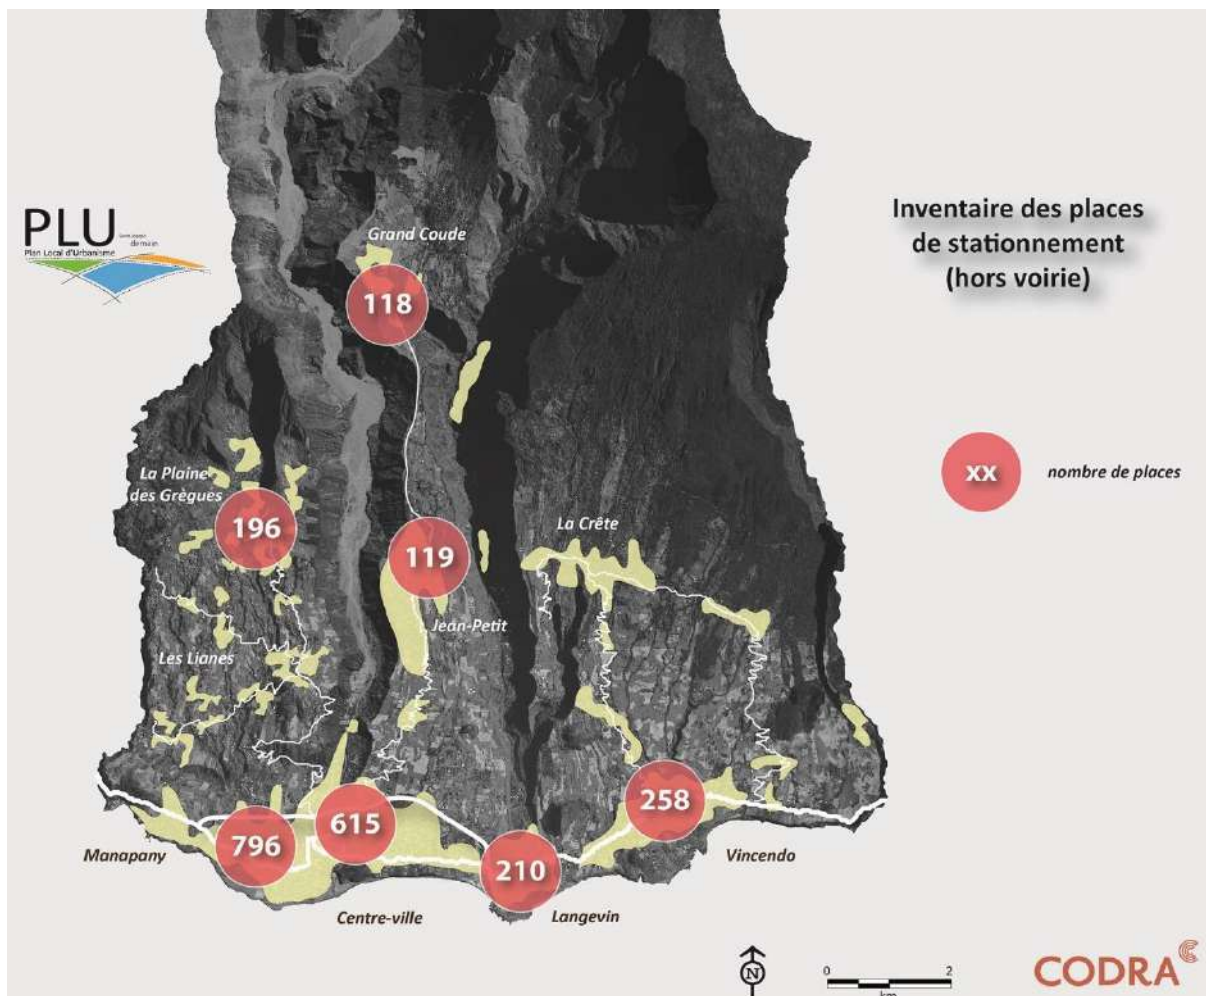 PLU
Plan Local d'Urbanisme
Inventaire des places
de stationnement
(hors voirie)
xx
nombre de places
Grand Coude
118
La Plaine
des Grègues
196
119
La Crête
Jean-Petit
Les Lianes
258
615
796
210
Manapany
Vincendo
Centre-ville
Langevin
N
0
2
km
CODRA